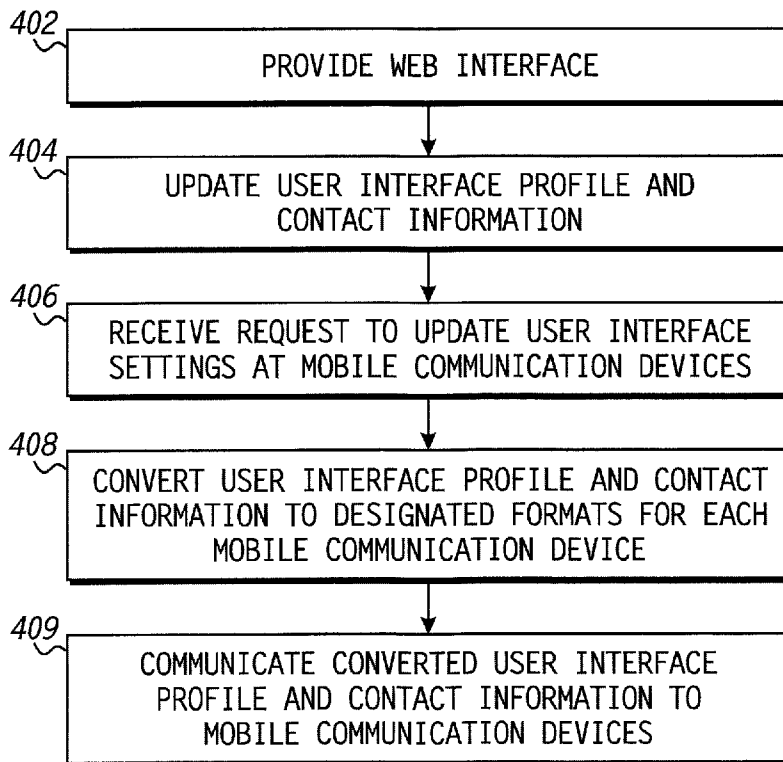 402
PROVIDE WEB INTERFACE
404
UPDATE USER INTERFACE PROFILE AND
CONTACT INFORMATION
406
RECEIVE REQUEST TO UPDATE USER INTERFACE
SETTINGS AT MOBILE COMMUNICATION DEVICES
408
CONVERT USER INTERFACE PROFILE AND CONTACT
INFORMATION TO DESIGNATED FORMATS FOR EACH
MOBILE COMMUNICATION DEVICE
409
COMMUNICATE CONVERTED USER INTERFACE
PROFILE AND CONTACT INFORMATION TO
MOBILE COMMUNICATION DEVICES